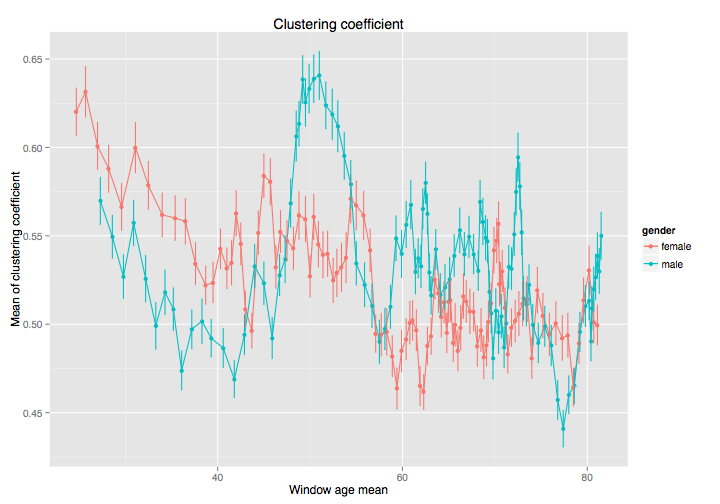 Clustering coefficient
Mean of clustering coefficient
0.65
0.60
0.55
0.50
0.45
40
60
80
Window age mean
gender
female
male